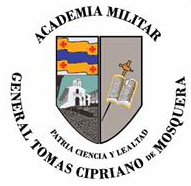 ACADEMIA MILITAR
GENERAL TOMAS CIPRIANO DE MOSQUERA
PATRIA CIENCIA Y LEALTAD